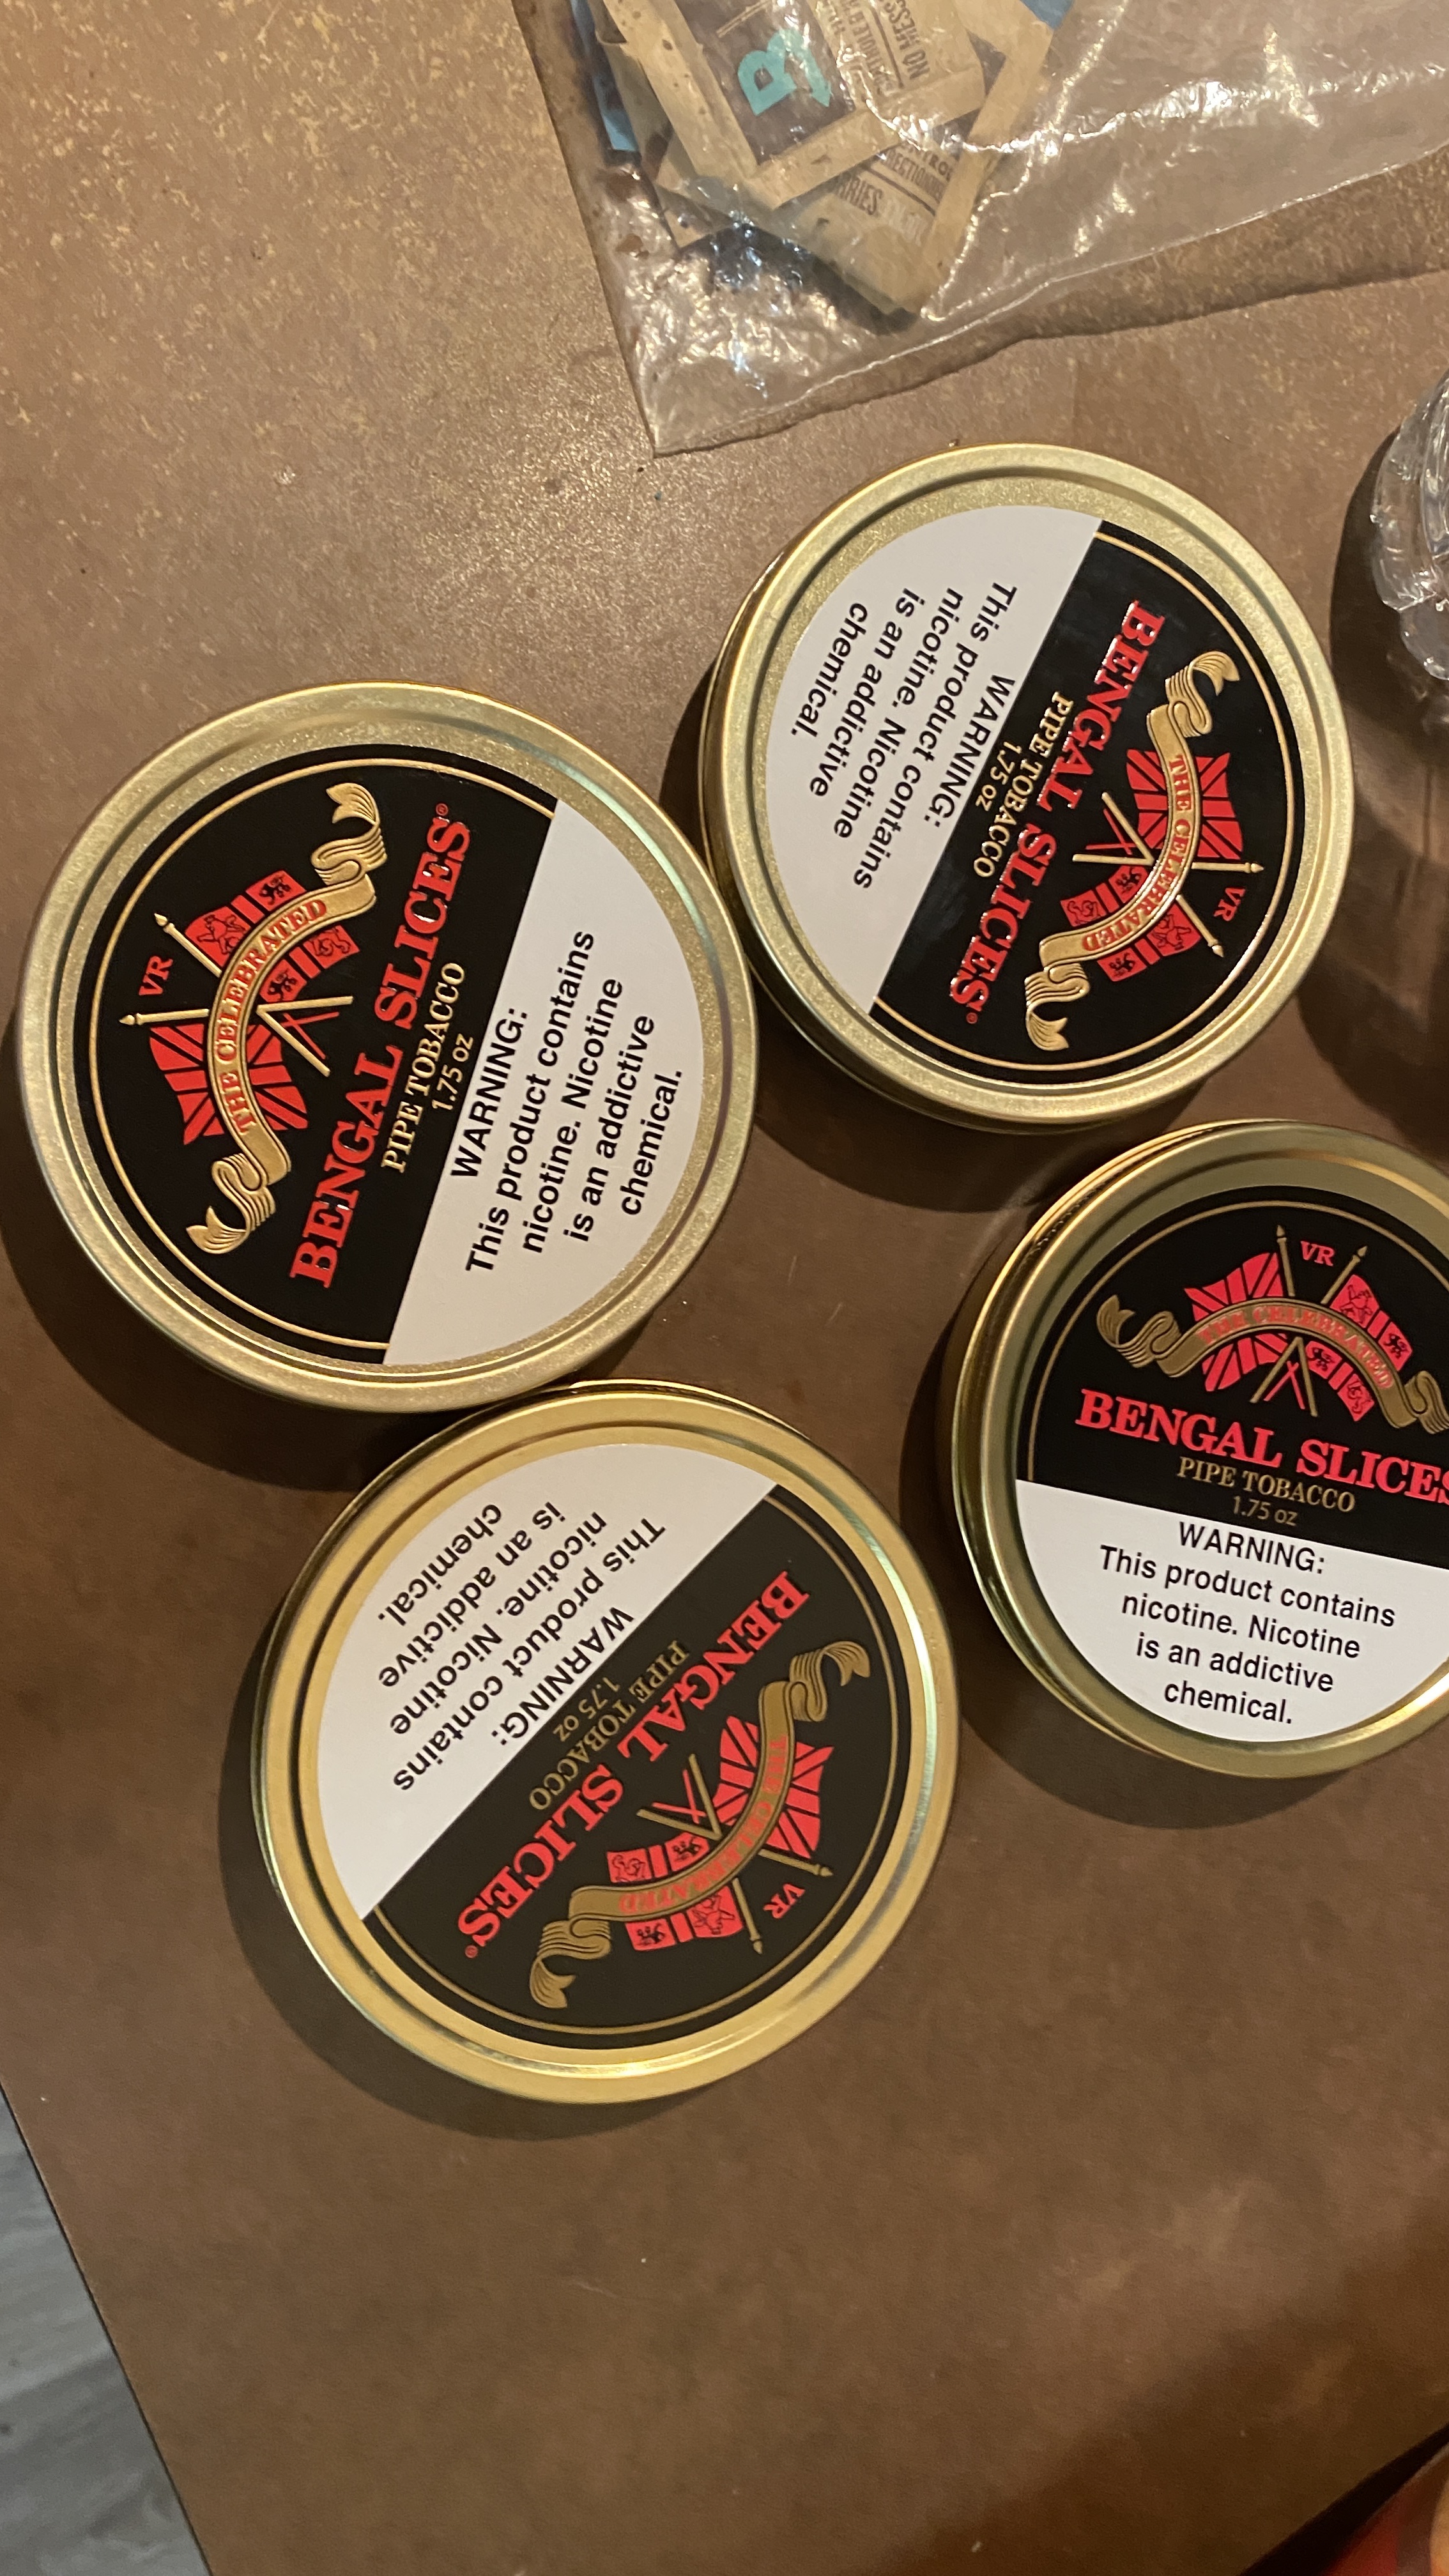 NO MESS
VR
THE CELEBRATED
BENGAL SLICES®
PIPE TOBACCO
1.75 oz
WARNING:
This product contains
nicotine. Nicotine
is an addictive
chemical.
VR
THE CELEBRATED
BENGAL SLICES®
PIPE TOBACCO
1.75 oz
WARNING:
This product contains
nicotine. Nicotine
is an addictive
chemical.
VR
THE CELEBRATED
BENGAL SLICES
PIPE TOBACCO
1.75 oz
WARNING:
This product contains
nicotine. Nicotine
is an addictive
chemical.
VR
THE CELEBRATED
BENGAL SLICES®
PIPE TOBACCO
1.75 oz
WARNING:
This product contains
nicotine. Nicotine
is an addictive
chemical.